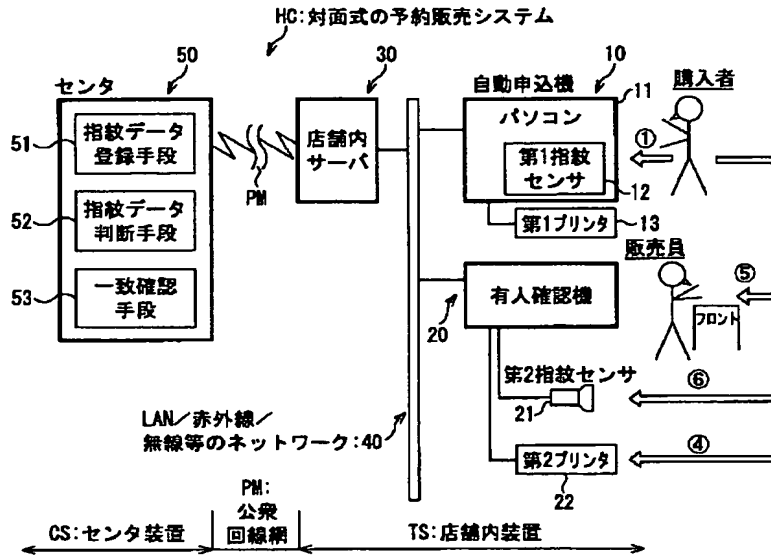 HC:対面式の予約販売システム
センタ
50
51
指紋データ
登録手段
52
指紋データ
判断手段
53
一致確認
手段
PM
30
店舗内
サーバ
自動申込機
10
11
パソコン
第1指紋
センサ
12
第1プリンタ
13
購入者
①
販売員
⑤
フロント
有人確認機
20
第2指紋センサ
21
⑥
④
第2プリンタ
22
LAN/赤外線/
無線等のネットワーク:40
PM:
公衆
回線網
CS:センタ装置
TS:店舗内装置